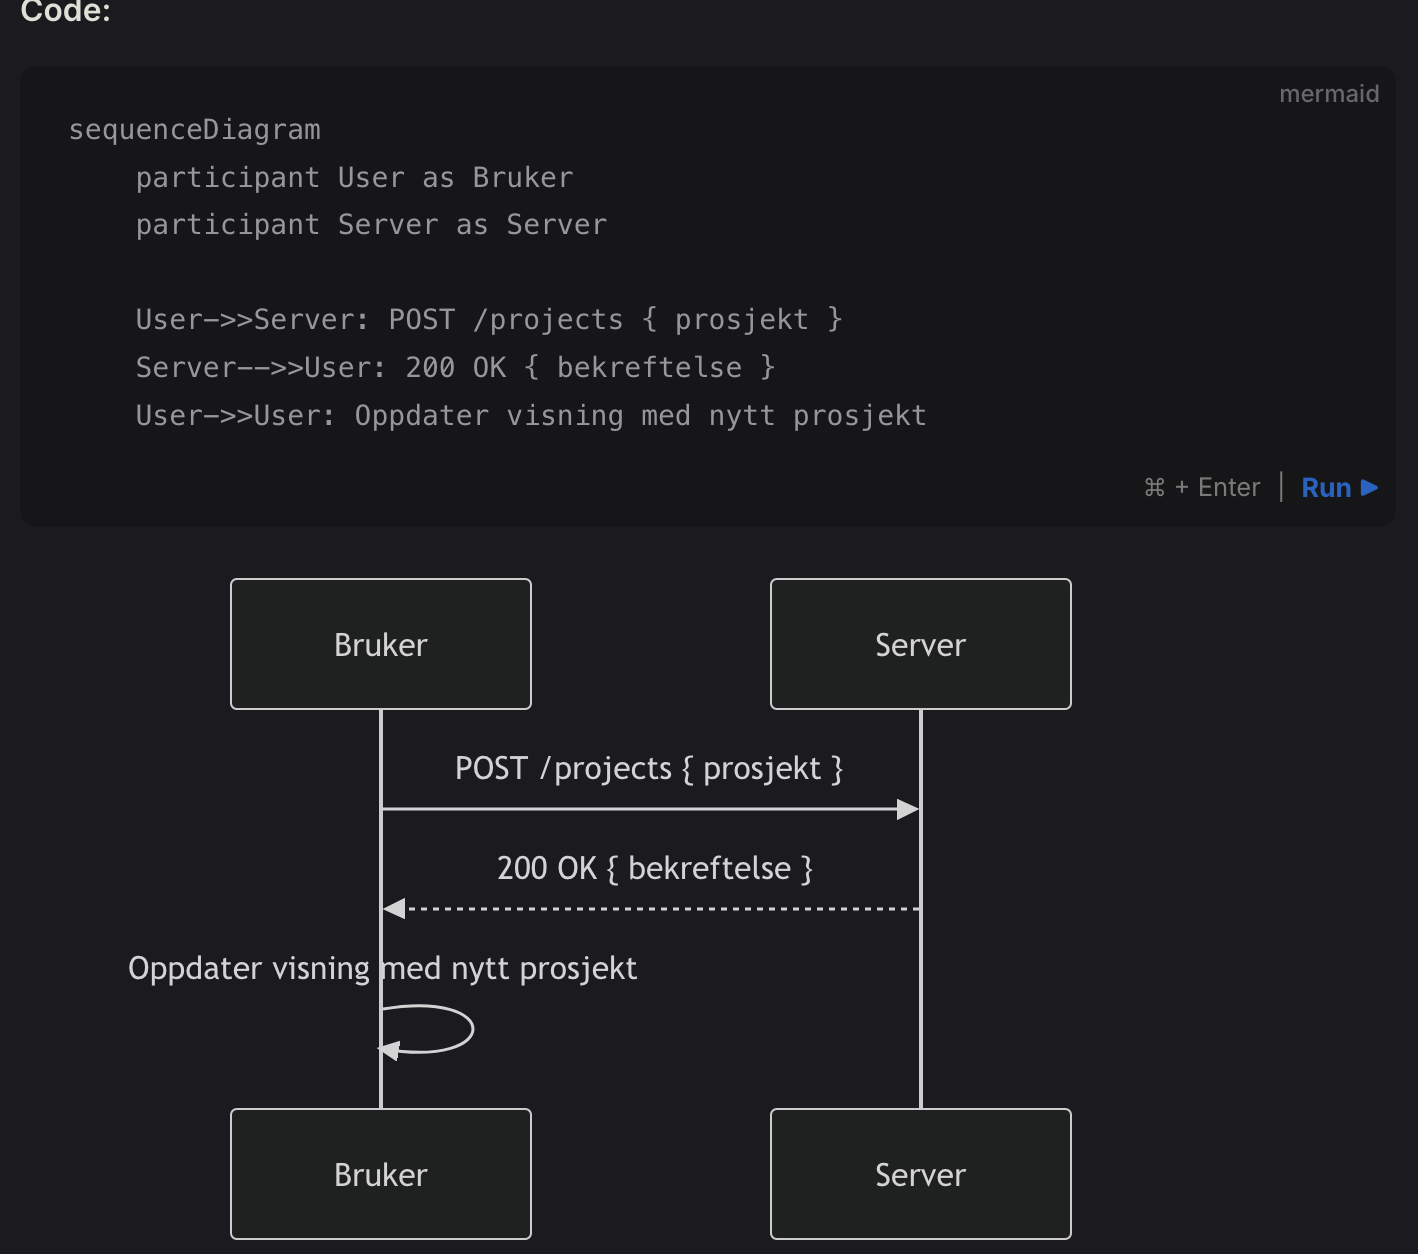 Code:
mermaid
sequenceDiagram
participant User as Bruker
participant Server as Server
User->>Server: POST /projects { prosjekt }
Server-->>User: 200 OK { bekreftelse }
User->>User: Oppdater visning med nytt prosjekt
⌘ + Enter | Run ▶
Bruker Server
POST /projects { prosjekt }
200 OK { bekreftelse }
Oppdater visning med nytt prosjekt
Bruker Server